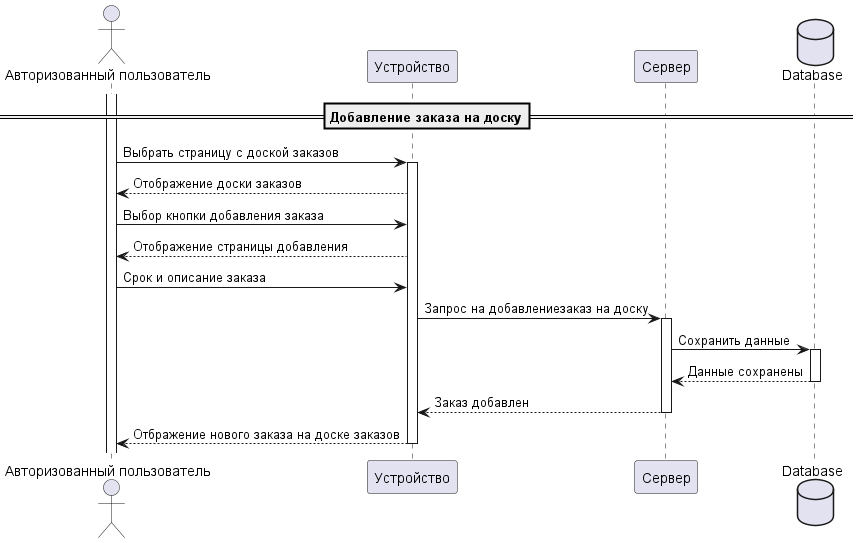 Авторизованный пользователь
Устройство
Сервер
Database
Добавление заказа на доску
Выбрать страницу с доской заказов
Отображение доски заказов
Выбор кнопки добавления заказа
Отображение страницы добавления
Срок и описание заказа
Запрос на добавлениезаказ на доску
Сохранить данные
Данные сохранены
Заказ добавлен
Отбражение нового заказа на доске заказов
Авторизованный пользователь
Устройство
Сервер
Database